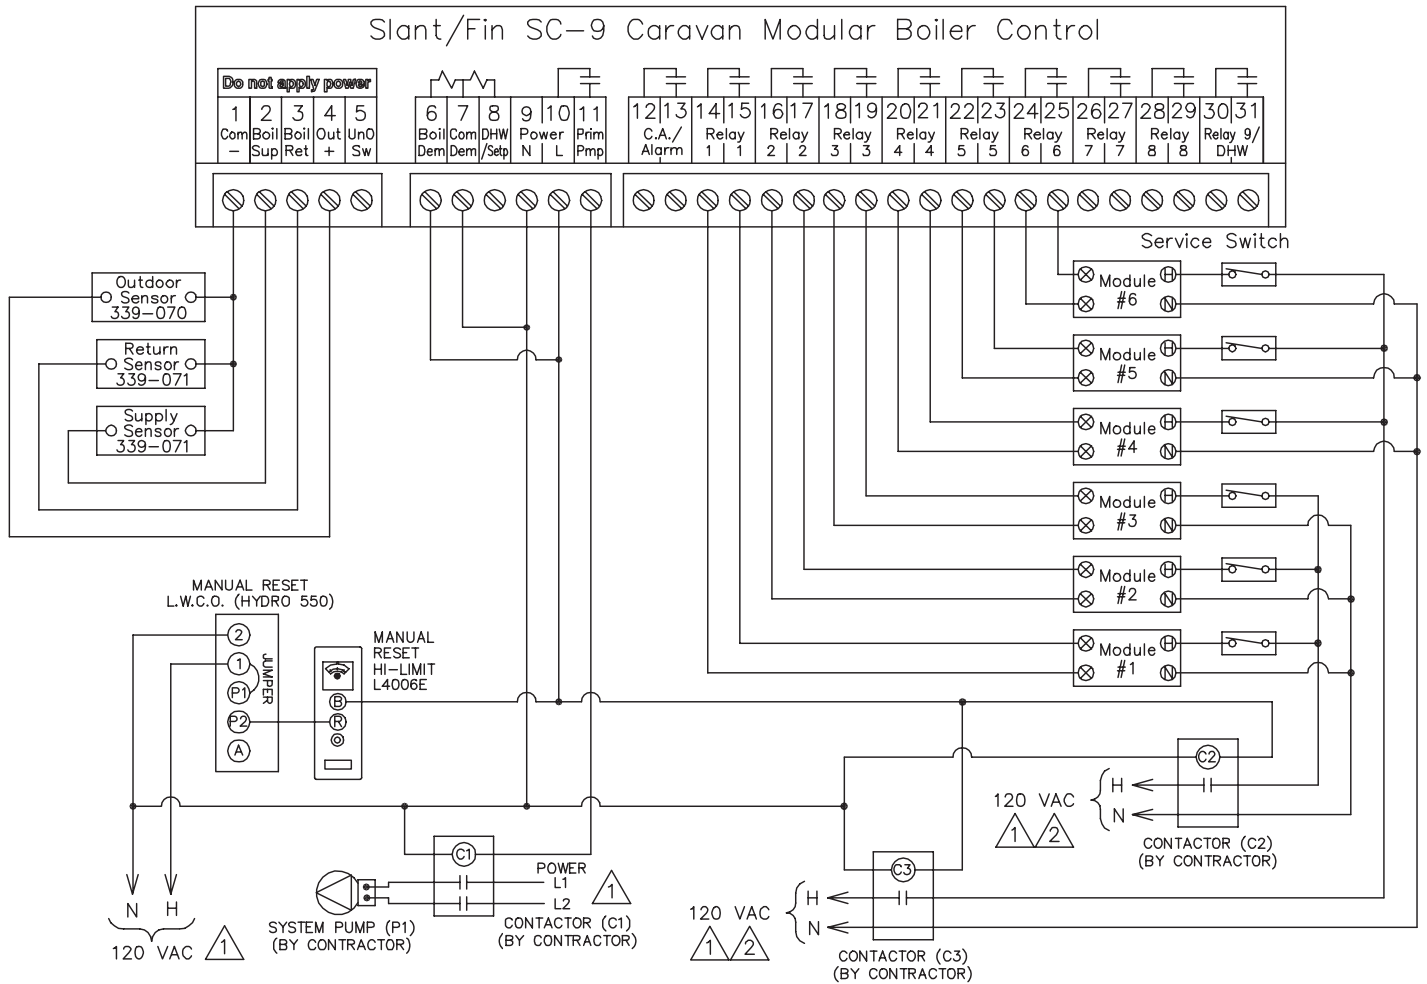 Slant/Fin SC-9 Caravan Modular Boiler Control
Do not apply power
1 2 3 4 5
Com Boil Boil Out UnO
- Sup Ret + Sw
6 7 8 9 10 11
Boil Com DHW Power Prim
Dem Dem /Setp N L Pmp
12 13 14 15 16 17 18 19 20 21 22 23 24 25 26 27 28 29 30 31
C.A./ Relay Relay Relay Relay Relay Relay Relay Relay Relay 9/
Alarm 1 1 2 2 3 3 4 4 5 5 6 6 7 7 8 8 DHW
Service Switch
Outdoor
Sensor
339-070
Return
Sensor
339-071
Supply
Sensor
339-071
Module
#6
H
N
Module
#5
H
N
Module
#4
H
N
Module
#3
H
N
Module
#2
H
N
Module
#1
H
N
MANUAL RESET
L.W.C.O. (HYDRO 550)
2
1
P1
P2
A
JUMPER
MANUAL
RESET
HI-LIMIT
L4006E
B
R
N H
120 VAC 1
C1
POWER
L1
L2
1
SYSTEM PUMP (P1)
(BY CONTRACTOR)
CONTACTOR (C1)
(BY CONTRACTOR)
C2
H
120 VAC
N
1 2
CONTACTOR (C2)
(BY CONTRACTOR)
C3
H
120 VAC
N
1 2
CONTACTOR (C3)
(BY CONTRACTOR)